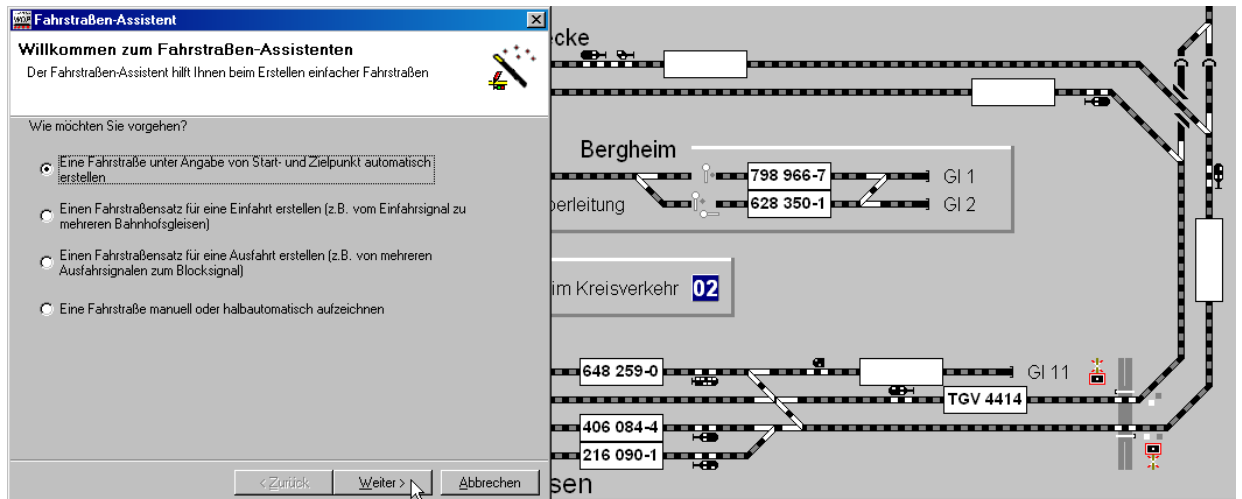 Fahrstraßen-Assistent
Willkommen zum Fahrstraßen-Assistenten
Der Fahrstraßen-Assistent hilft Ihnen beim Erstellen einfacher Fahrstraßen
Wie möchten Sie vorgehen?
Eine Fahrstraße unter Angabe von Start- und Zielpunkt automatisch
erstellen
Einen Fahrstraßensatz für eine Einfahrt erstellen (z.B. vom Einfahrsignal zu
mehreren Bahnhofsgleisen)
Einen Fahrstraßensatz für eine Ausfahrt erstellen (z.B. von mehreren
Ausfahrsignalen zum Blocksignal)
Eine Fahrstraße manuell oder halbautomatisch aufzeichnen
< Zurück
Weiter >
Abbrechen
ecke
Bergheim
798 966-7
Gl 1
perleitung
628 350-1
Gl 2
im Kreisverkehr 02
648 259-0
Gl 11
TGV 4414
406 084-4
216 090-1
sen